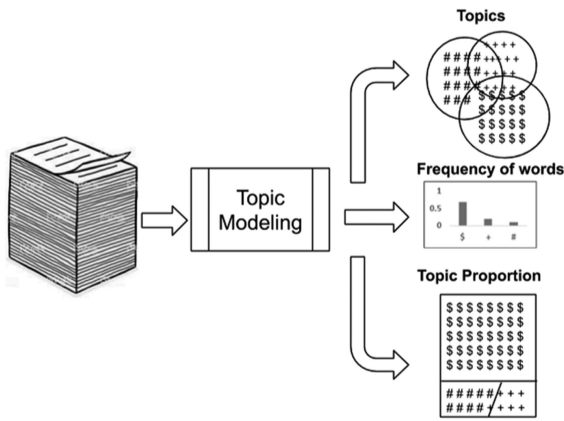 Topics
# # # # + + + +
# # # # + + + + +
# # # # + + + +
# # # # + + + +
# # # $ $ $ $ $
$ $ $ $ $
$ $ $ $ $
$ $ $ $ $
Topic
Modeling
Frequency of words
1
0.5
0
$ + #
Topic Proportion
$ $ $ $ $ $ $ $
$ $ $ $ $ $ $ $
$ $ $ $ $ $ $ $
$ $ $ $ $ $ $ $
$ $ $ $ $ $ $ $
# # # # # + + +
# # # # + + + +